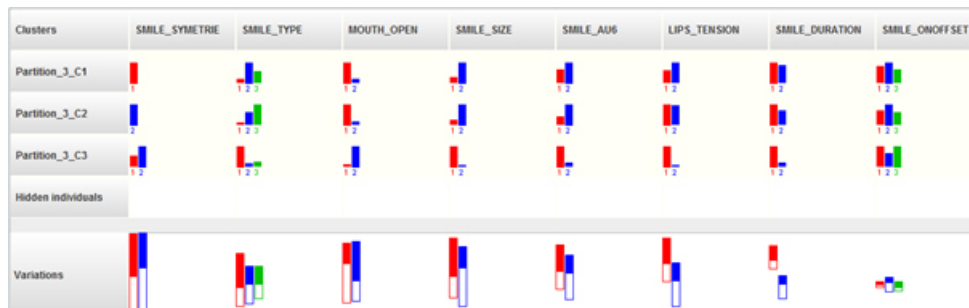 Clusters SMILE_SYMETRIE SMILE_TYPE MOUTH_OPEN SMILE_SIZE SMILE_AU6 LIPS_TENSION SMILE_DURATION SMILE_ONOFFSET
Partition_3_C1
1 1 2 3 1 2 1 2 1 2 1 2 1 2 1 2 3
Partition_3_C2
2 1 2 3 1 2 1 2 1 2 1 2 1 2 1 2 3
Partition_3_C3
1 2 1 2 3 1 2 1 2 1 2 1 2 1 2 1 2 3
Hidden individuals
Variations